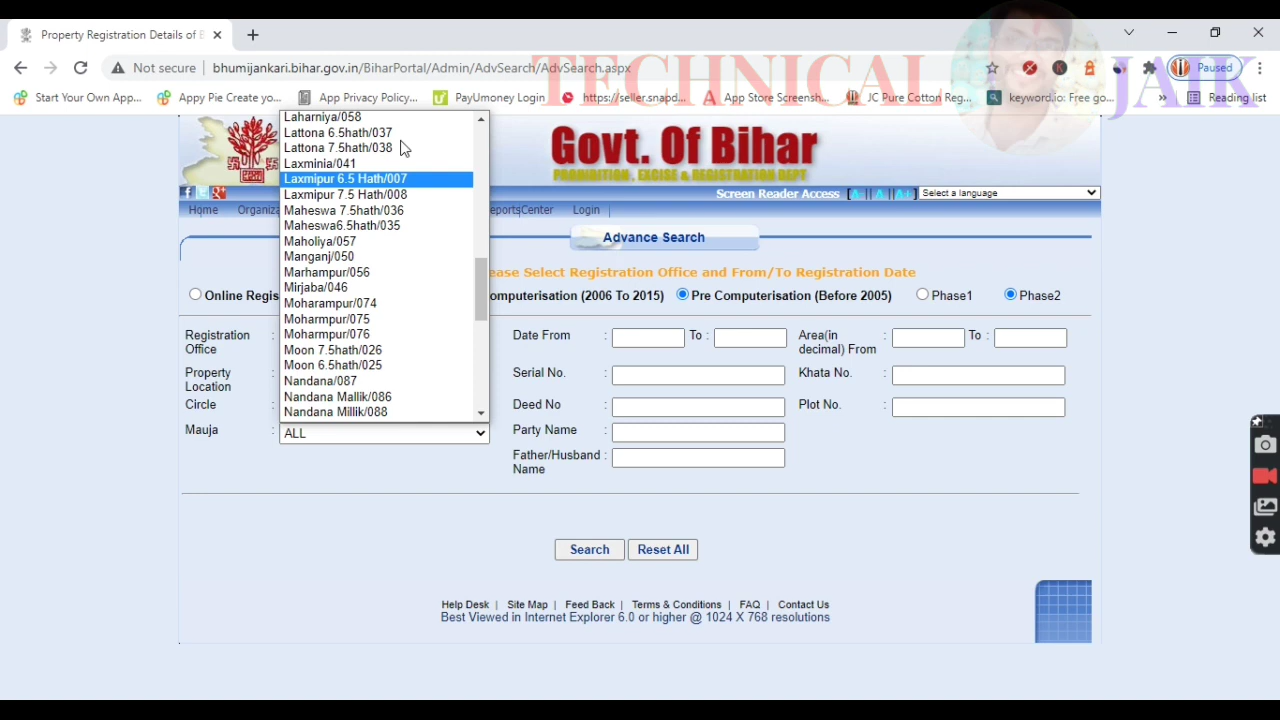 Property Registration Details of B
Not secure | bhumijankari.bihar.gov.in/BiharPortal/Admin/AdvSearch/AdvSearch.aspx
Paused
TECHNICAL JAIK
Start Your Own App... Appy Pie Create yo... App Privacy Policy... PayUmoney Login https://seller.snapd... App Store Screensh... JC Pure Cotton Reg... keyword.io: Free go... » Reading list
Govt. Of Bihar
PROHIBITION, EXCISE & REGISTRATION DEPT
Screen Reader Access [A-||A||A+] Select a language
Home Organiza eportsCenter Login
Advance Search
ease Select Registration Office and From/To Registration Date
Online Regis omputerisation (2006 To 2015) Pre Computerisation (Before 2005) Phase1 Phase2
Laharniya/058
Lattona 6.5hath/037
Lattona 7.5hath/038
Laxminia/041
Laxmipur 6.5 Hath/007
Laxmipur 7.5 Hath/008
Maheswa 7.5hath/036
Maheswa6.5hath/035
Maholiya/057
Manganj/050
Marhampur/056
Mirjaba/046
Moharampur/074
Moharmpur/075
Moharmpur/076
Moon 7.5hath/026
Moon 6.5hath/025
Nandana/087
Nandana Mallik/086
Nandana Millik/088
Registration Office :
Property Location :
Circle :
Mauja : ALL
Date From : To :
Serial No. :
Deed No :
Party Name :
Father/Husband Name :
Area(in decimal) From : To :
Khata No. :
Plot No. :
Search Reset All
Help Desk | Site Map | Feed Back | Terms & Conditions | FAQ | Contact Us
Best Viewed in Internet Explorer 6.0 or higher @ 1024 X 768 resolutions